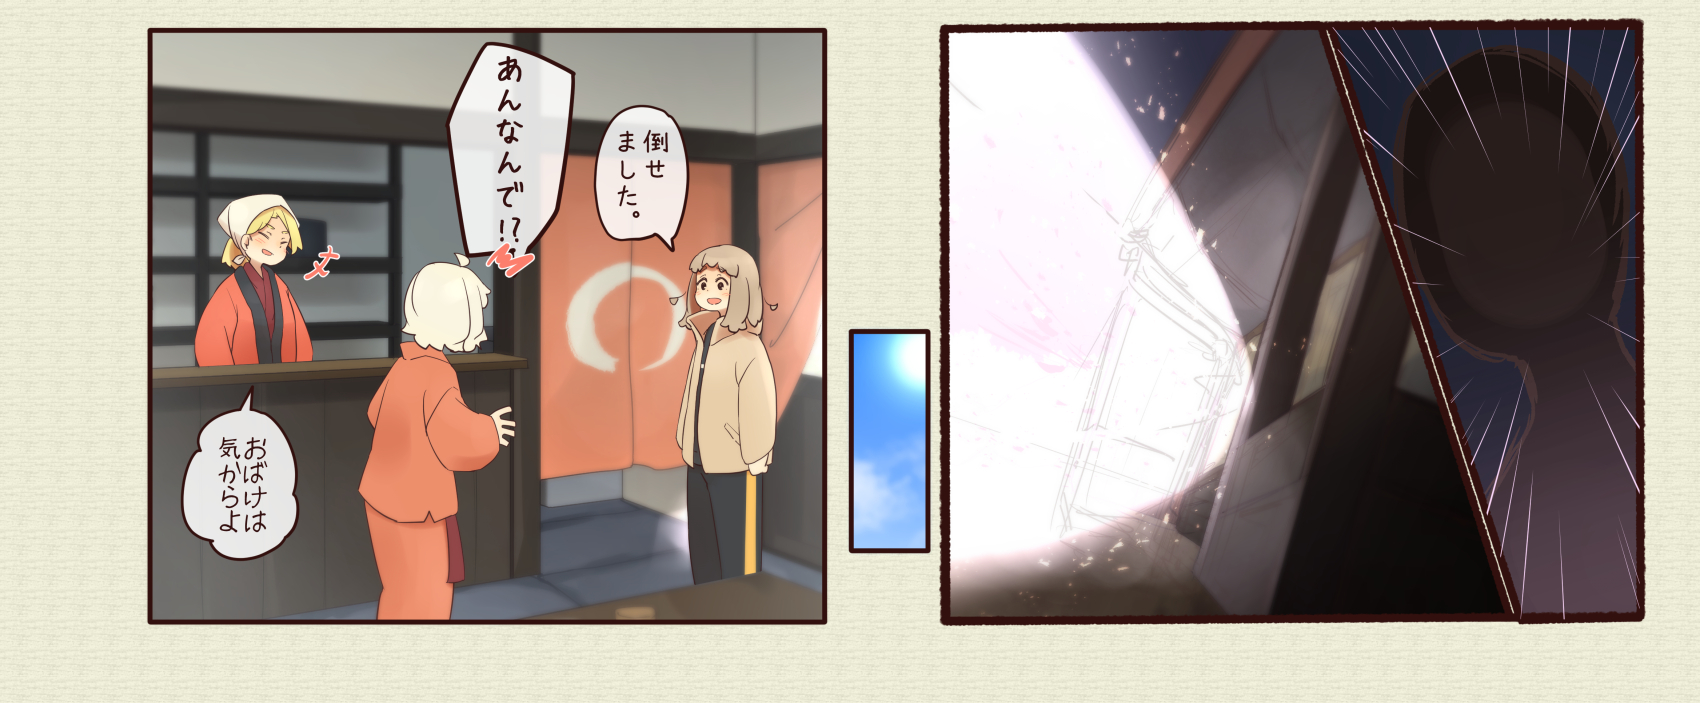 倒せ
ました。
あんなんで!?
おばけは
気からよ